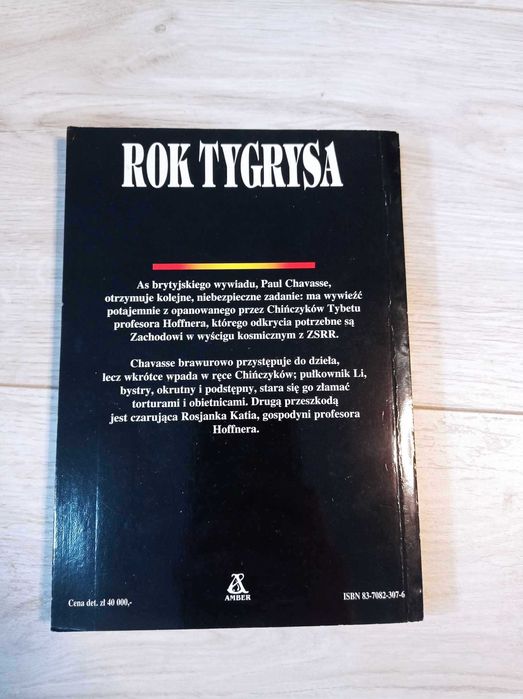 ROK TYGRYSA
As brytyjskiego wywiadu, Paul Chavasse,
otrzymuje kolejne, niebezpieczne zadanie: ma wywieźć
potajemnie z opanowanego przez Chińczyków Tybetu
profesora Hoffnera, którego odkrycia potrzebne są
Zachodowi w wyścigu kosmicznym z ZSRR.
Chavasse brawurowo przystępuje do dzieła,
lecz wkrótce wpada w ręce Chińczyków; pułkownik Li,
bystry, okrutny i podstępny, stara się go złamać
torturami i obietnicami. Drugą przeszkodą
jest czarująca Rosjanka Katia, gospodyni profesora
Hoffnera.
Cena det. zł 40 000,-
AMBER
ISBN 83-7082-307-6